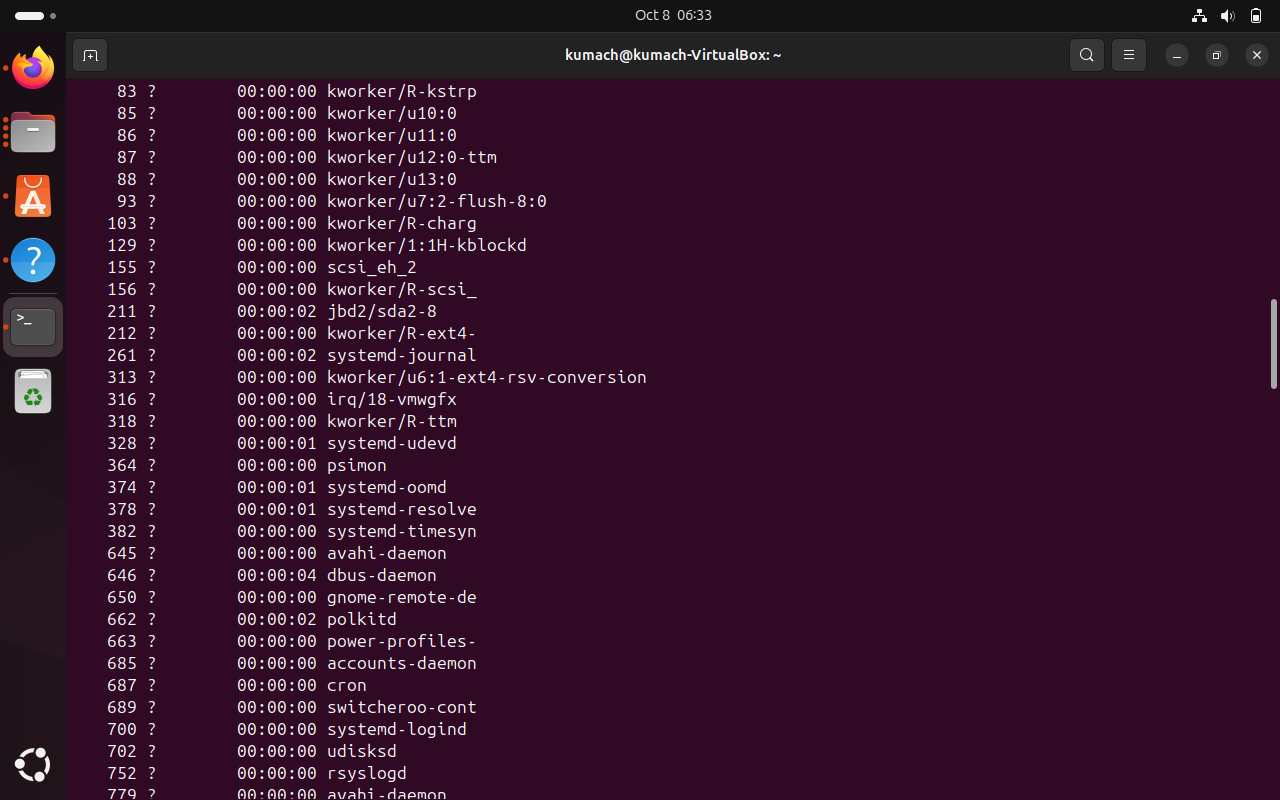 Oct 8 06:33
kumach@kumach-VirtualBox: ~
83 ? 00:00:00 kworker/R-kstrp
85 ? 00:00:00 kworker/u10:0
86 ? 00:00:00 kworker/u11:0
87 ? 00:00:00 kworker/u12:0-ttm
88 ? 00:00:00 kworker/u13:0
93 ? 00:00:00 kworker/u7:2-flush-8:0
103 ? 00:00:00 kworker/R-charg
129 ? 00:00:00 kworker/1:1H-kblockd
155 ? 00:00:00 scsi_eh_2
156 ? 00:00:00 kworker/R-scsi_
211 ? 00:00:02 jbd2/sda2-8
212 ? 00:00:00 kworker/R-ext4-
261 ? 00:00:02 systemd-journal
313 ? 00:00:00 kworker/u6:1-ext4-rsv-conversion
316 ? 00:00:00 irq/18-vmwgfx
318 ? 00:00:00 kworker/R-ttm
328 ? 00:00:01 systemd-udevd
364 ? 00:00:00 psimon
374 ? 00:00:01 systemd-oomd
378 ? 00:00:01 systemd-resolve
382 ? 00:00:00 systemd-timesyn
645 ? 00:00:00 avahi-daemon
646 ? 00:00:04 dbus-daemon
650 ? 00:00:00 gnome-remote-de
662 ? 00:00:02 polkitd
663 ? 00:00:00 power-profiles-
685 ? 00:00:00 accounts-daemon
687 ? 00:00:00 cron
689 ? 00:00:00 switcheroo-cont
700 ? 00:00:00 systemd-logind
702 ? 00:00:00 udisksd
752 ? 00:00:00 rsyslogd
779 ? 00:00:00 avahi-daemon